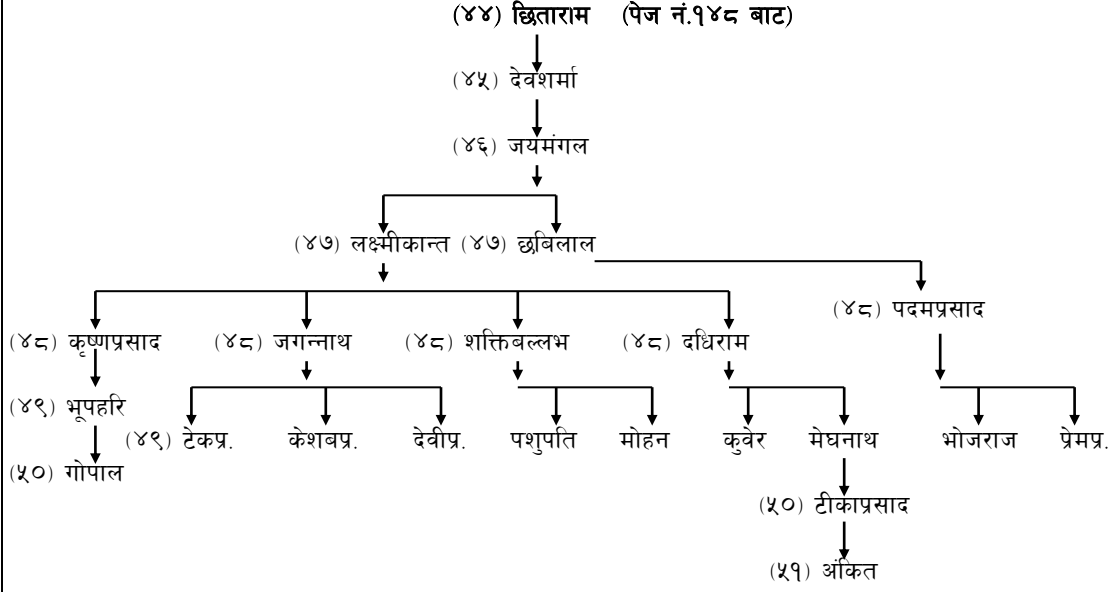 (४४) छिताराम (पेज नं.१४८ बाट)
(४५) देवशर्मा
(४६) जयमंगल
(४७) लक्ष्मीकान्त (४७) छबिलाल
(४८) पदमप्रसाद
(४८) कृष्णप्रसाद (४८) जगन्नाथ (४८) शक्तिबल्लभ (४८) दधिराम
(४९) भूपहरि
(४९) टेकप्र. केशबप्र. देवीप्र. पशुपति मोहन कुवेर मेघनाथ भोजराज प्रेमप्र.
(५०) गोपाल
(५०) टीकाप्रसाद
(५१) अंकित